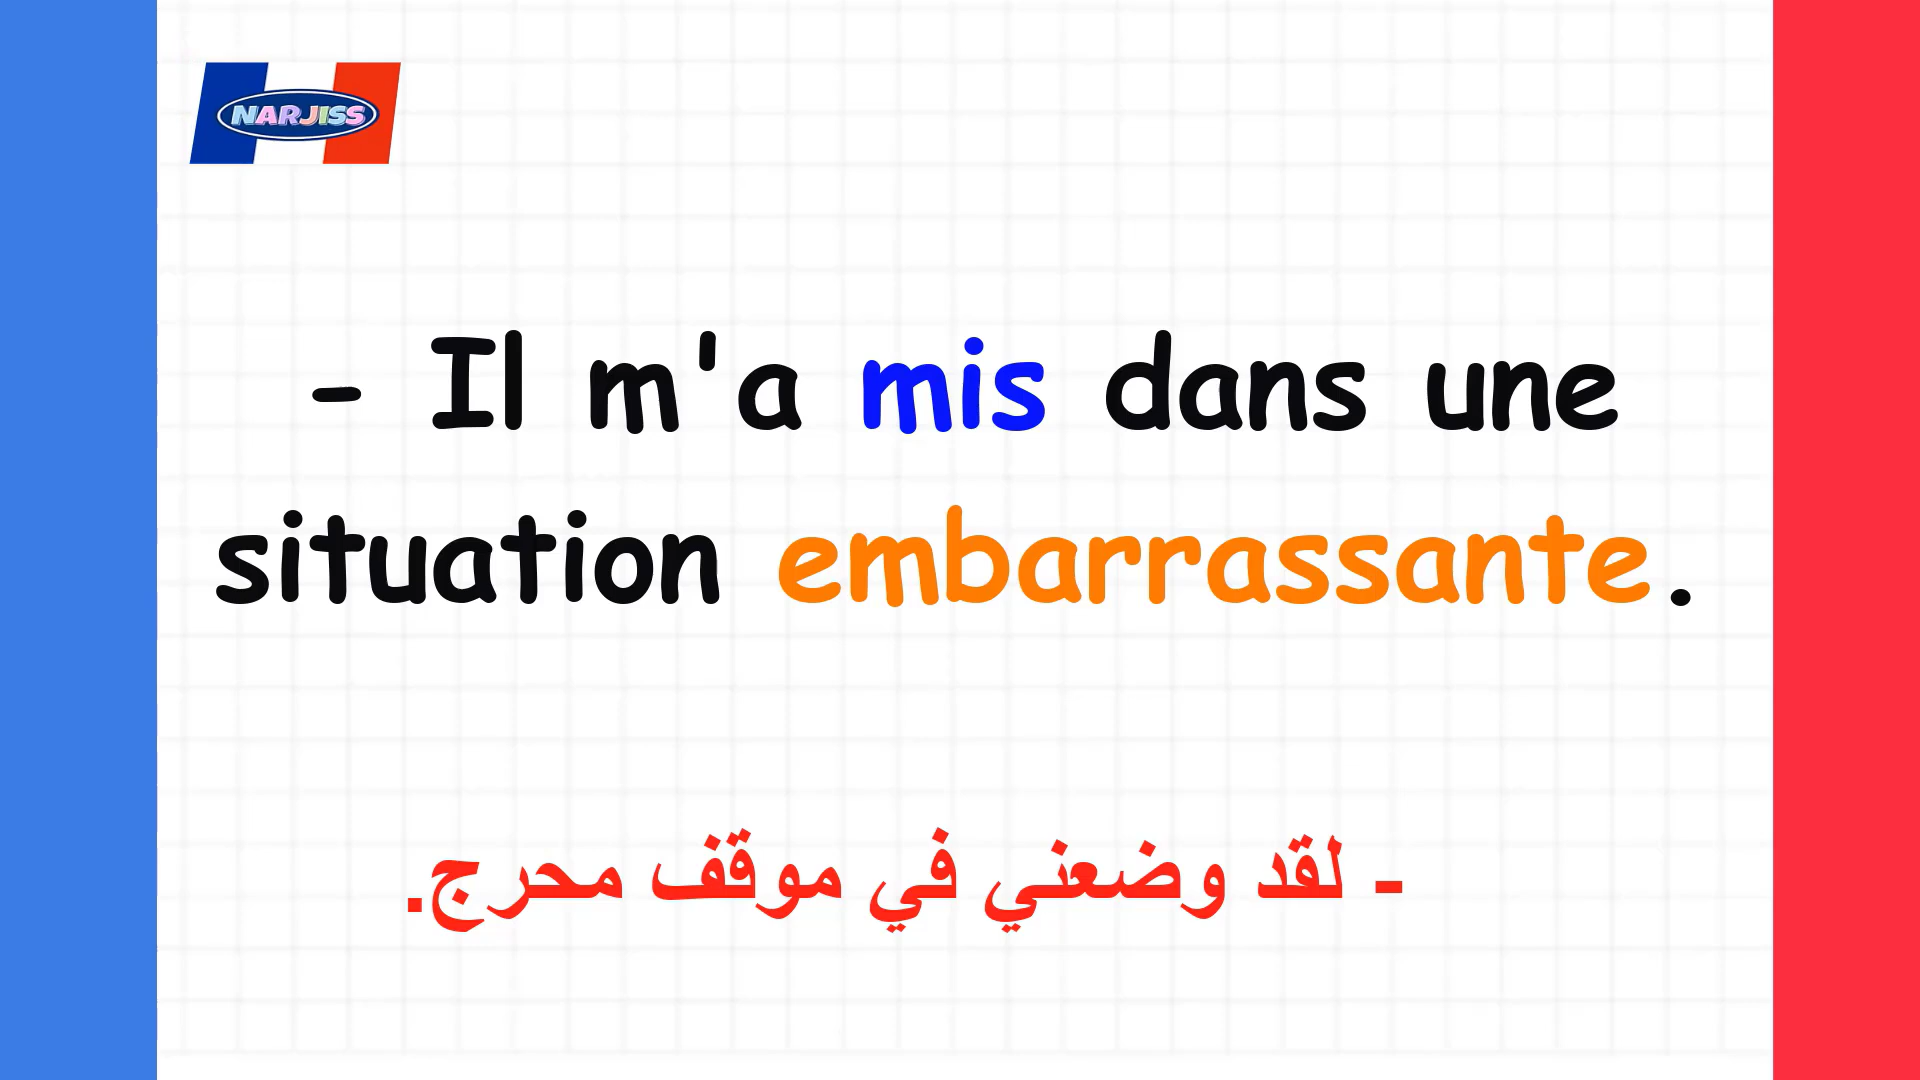 NARJISS
- Il m'a mis dans une
situation embarrassante.
- لقد وضعني في موقف محرج.